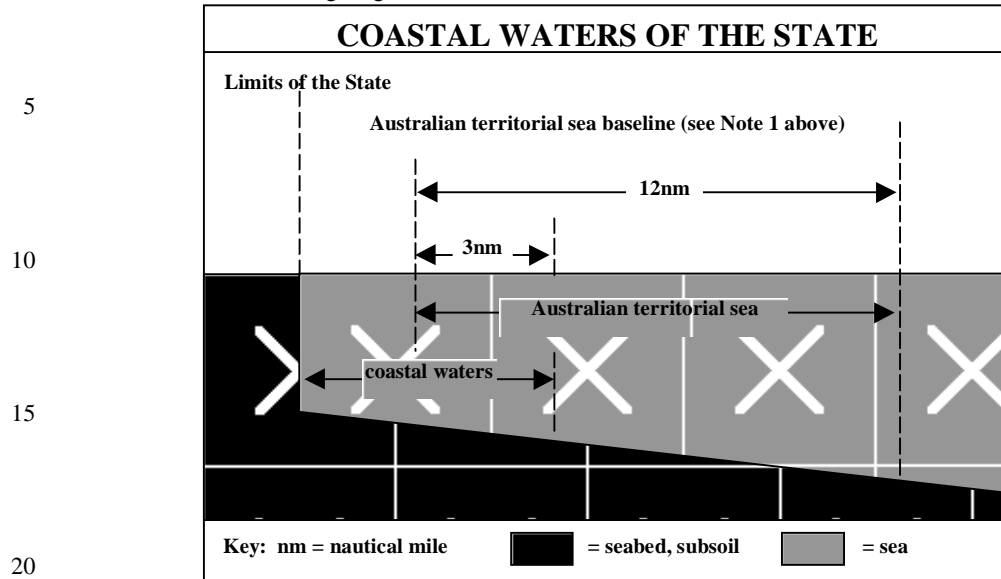 COASTAL WATERS OF THE STATE
Limits of the State
5
Australian territorial sea baseline (see Note 1 above)
12nm
3nm
10
Australian territorial sea
coastal waters
15
Key: nm = nautical mile = seabed, subsoil = sea
20